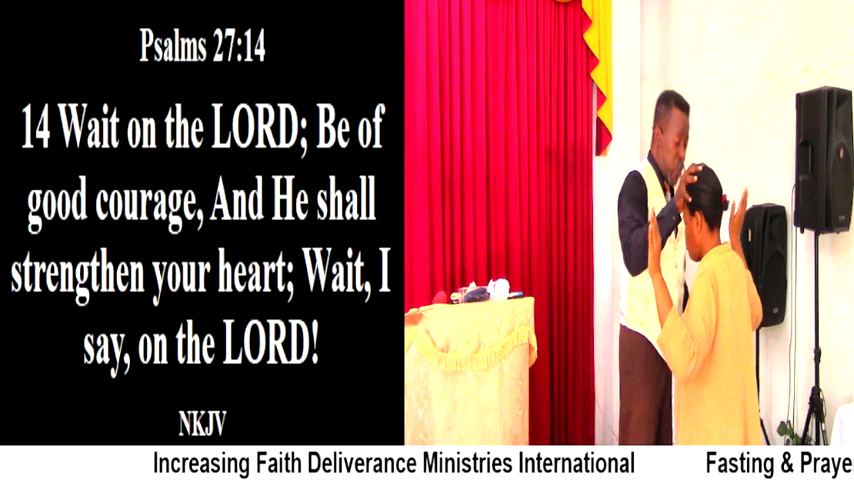 Psalms 27:14
14 Wait on the LORD; Be of
good courage, And He shall
strengthen your heart; Wait, I
say, on the LORD!
NKJV
Increasing Faith Deliverance Ministries International Fasting & Praye